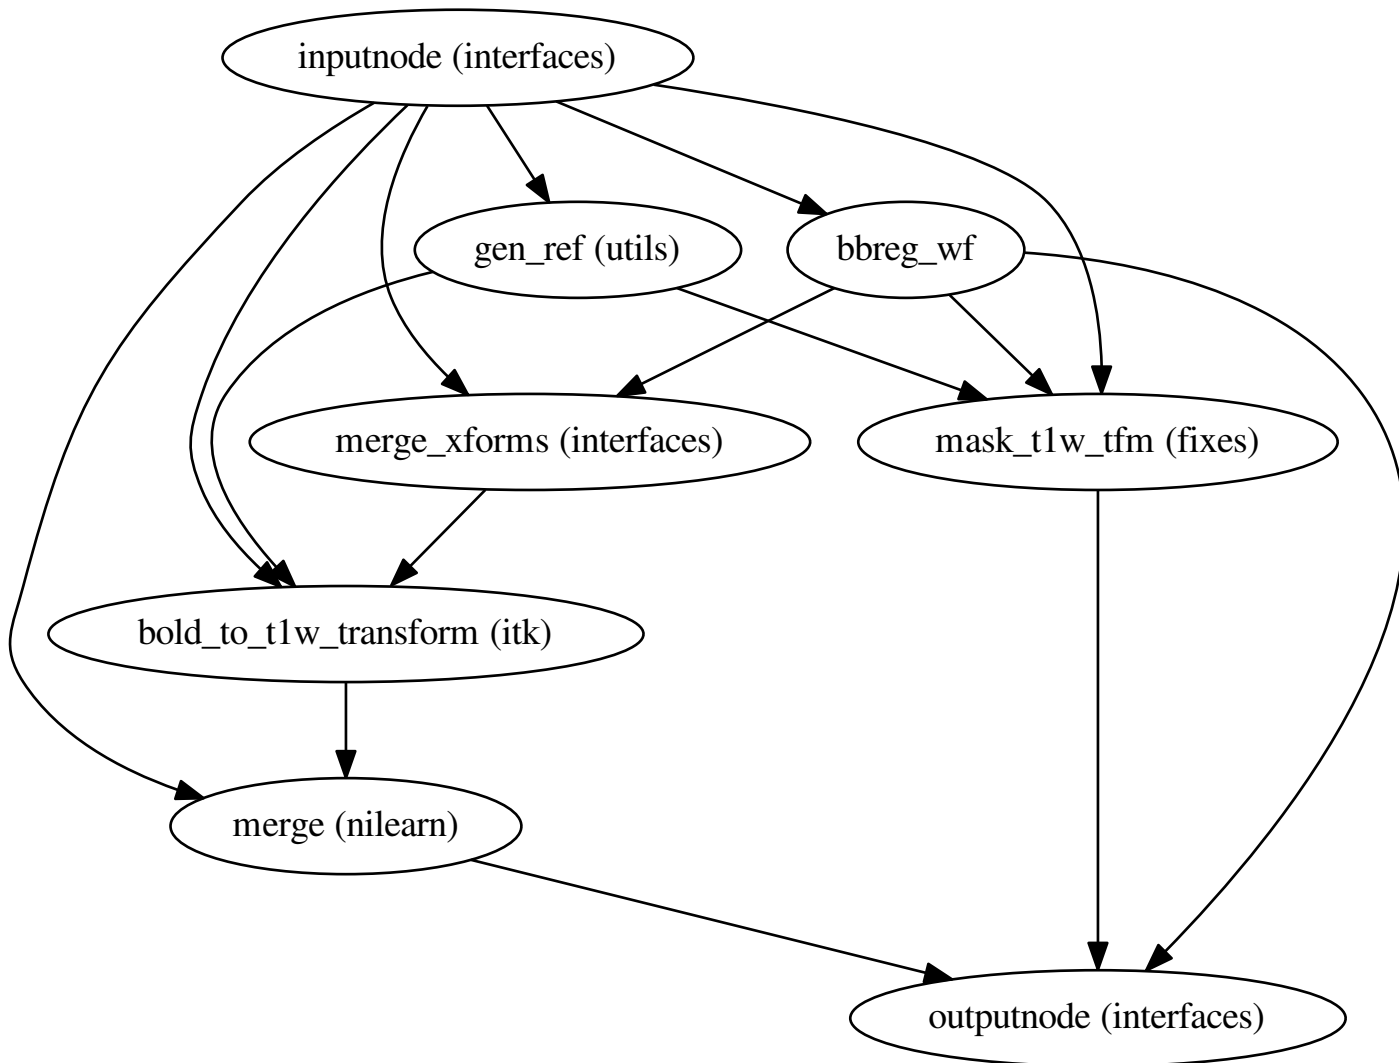 inputnode (interfaces)
gen_ref (utils)
bbreg_wf
merge_xforms (interfaces)
mask_t1w_tfm (fixes)
bold_to_t1w_transform (itk)
merge (nilearn)
outputnode (interfaces)